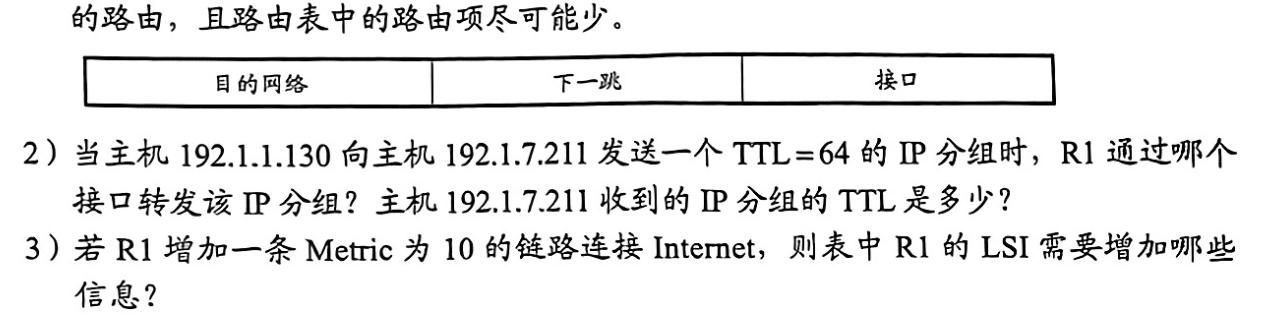 的路由，且路由表中的路由项尽可能少。
目的网络 下一跳 接口
2）当主机 192.1.1.130 向主机 192.1.7.211 发送一个 TTL=64 的 IP 分组时，R1 通过哪个
接口转发该 IP 分组？主机 192.1.7.211 收到的 IP 分组的 TTL 是多少？
3）若 R1 增加一条 Metric 为 10 的链路连接 Internet，则表中 R1 的 LSI 需要增加哪些
信息？